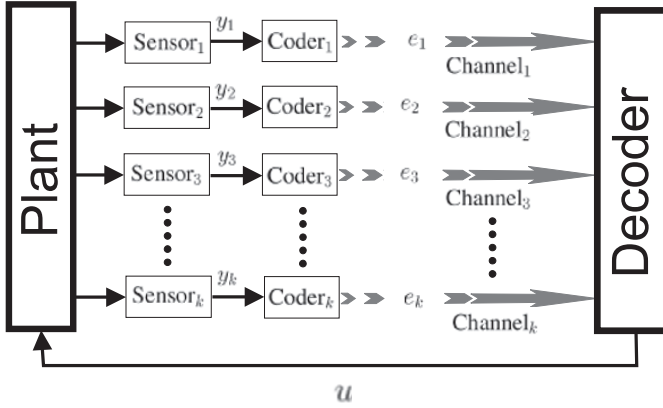 Plant
Sensor₁ y₁ Coder₁ e₁ Channel₁
Sensor₂ y₂ Coder₂ e₂ Channel₂
Sensor₃ y₃ Coder₃ e₃ Channel₃
Sensorₖ yₖ Coderₖ eₖ Channelₖ
Decoder
u